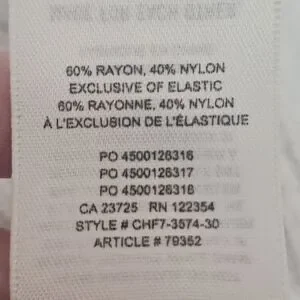 60% RAYON, 40% NYLON
EXCLUSIVE OF ELASTIC
60% RAYONNE, 40% NYLON
À L'EXCLUSION DE L'ÉLASTIQUE
PO 4500126316
PO 4500126317
PO 4500126318
CA 23725 RN 122354
STYLE # CHF7-3574-30
ARTICLE # 79352